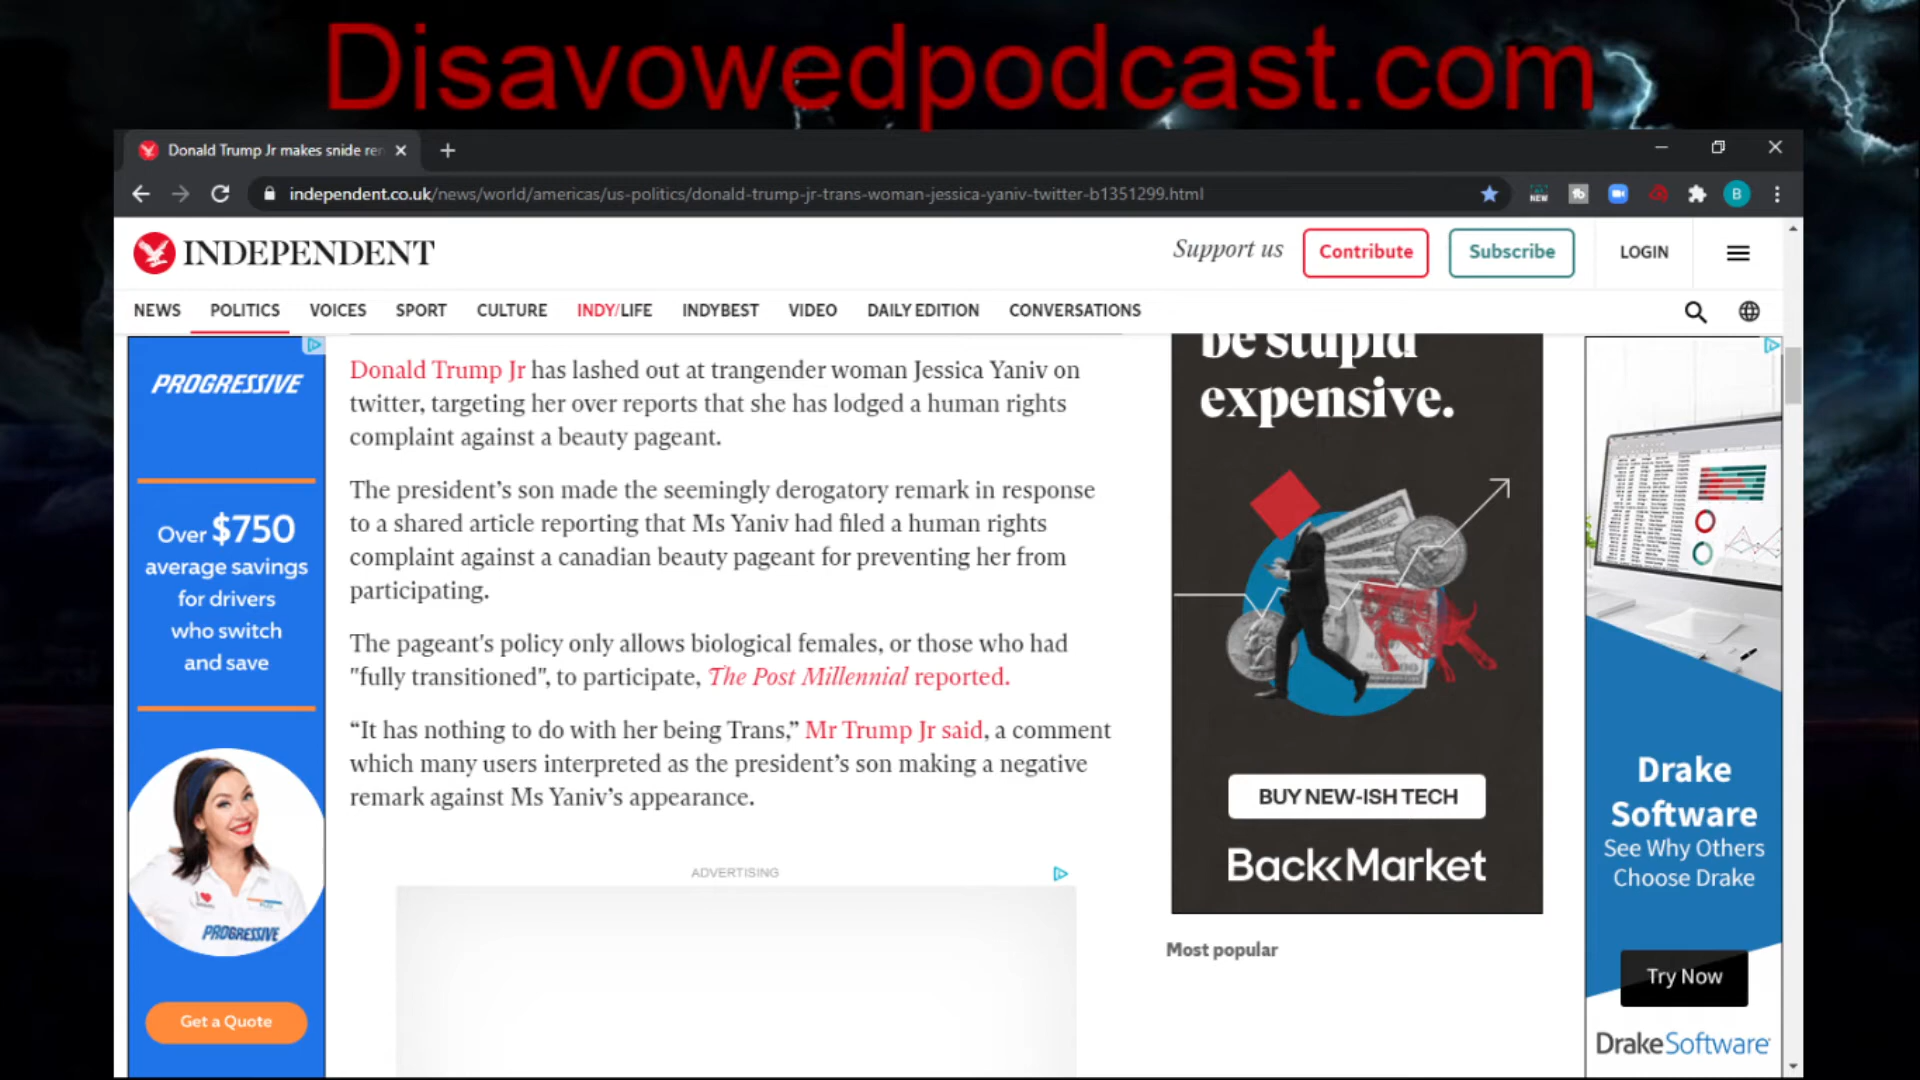 Disavowedpodcast.com
Donald Trump Jr makes snide re
independent.co.uk/news/world/americas/us-politics/donald-trump-jr-trans-woman-jessica-yaniv-twitter-b1351299.html
NEW
B
INDEPENDENT
Support us
Contribute
Subscribe
LOGIN
NEWS POLITICS VOICES SPORT CULTURE INDY/LIFE INDYBEST VIDEO DAILY EDITION CONVERSATIONS
PROGRESSIVE
Over $750
average savings
for drivers
who switch
and save
PROGRESSIVE
Get a Quote
Donald Trump Jr has lashed out at trangender woman Jessica Yaniv on
twitter, targeting her over reports that she has lodged a human rights
complaint against a beauty pageant.
The president's son made the seemingly derogatory remark in response
to a shared article reporting that Ms Yaniv had filed a human rights
complaint against a canadian beauty pageant for preventing her from
participating.
The pageant's policy only allows biological females, or those who had
"fully transitioned", to participate, The Post Millennial reported.
“It has nothing to do with her being Trans,” Mr Trump Jr said, a comment
which many users interpreted as the president’s son making a negative
remark against Ms Yaniv’s appearance.
ADVERTISING
be stupid
expensive.
BUY NEW-ISH TECH
Back Market
Most popular
Drake
Software
See Why Others
Choose Drake
Try Now
DrakeSoftware